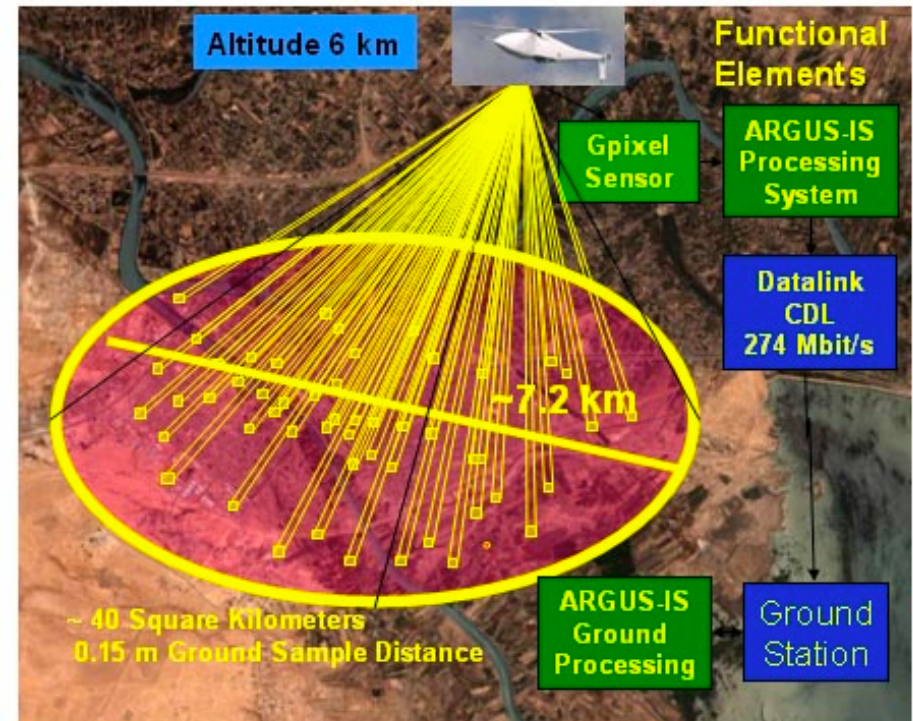 Altitude 6 km
Functional
Elements
Gpixel
Sensor
ARGUS-IS
Processing
System
Datalink
CDL
274 Mbit/s
~7.2 km
~ 40 Square Kilometers
0.15 m Ground Sample Distance
ARGUS-IS
Ground
Processing
Ground
Station